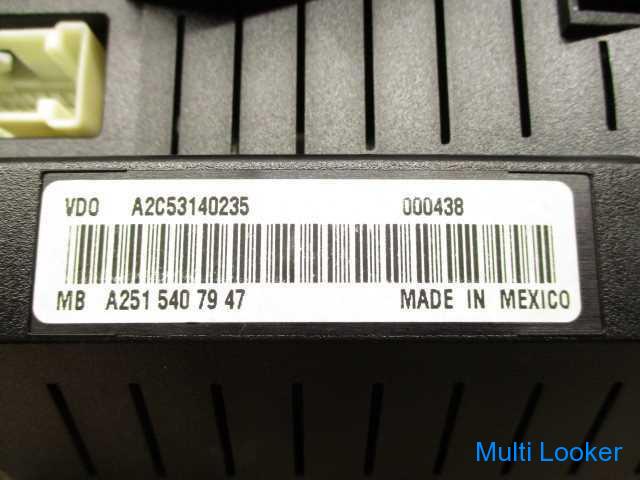 VDO A2C53140235 000438
MB A251 540 79 47 MADE IN MEXICO
Multi Looker